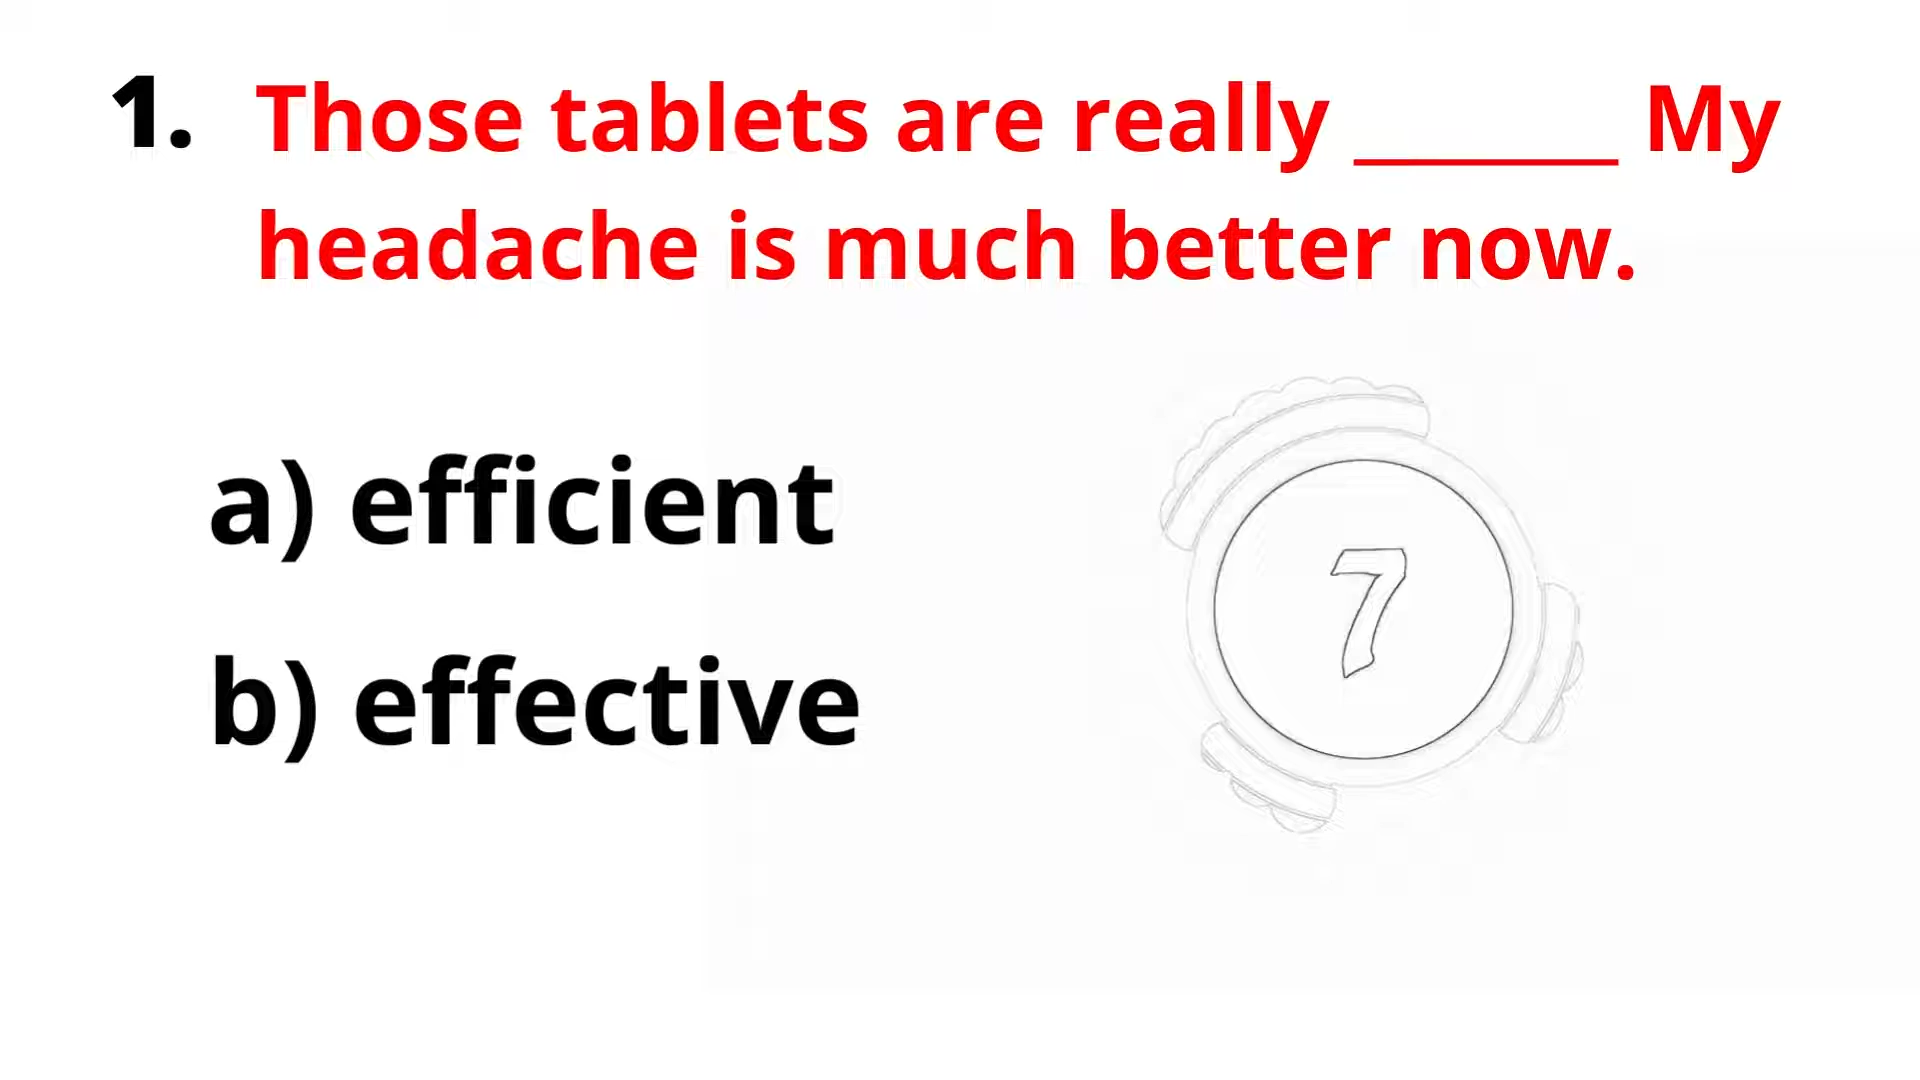 1. Those tablets are really ______ My
headache is much better now.
a) efficient
7
b) effective